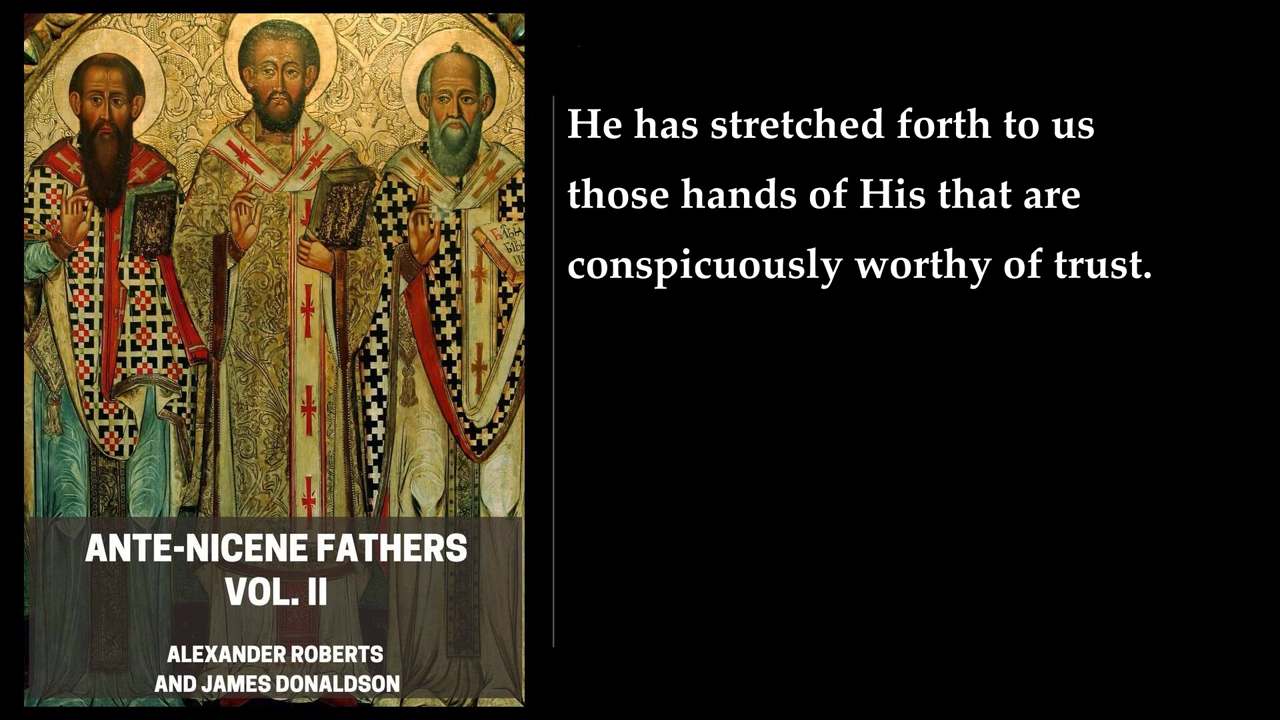 He has stretched forth to us
those hands of His that are
conspicuously worthy of trust.
ANTE-NICENE FATHERS
VOL. II
ALEXANDER ROBERTS
AND JAMES DONALDSON